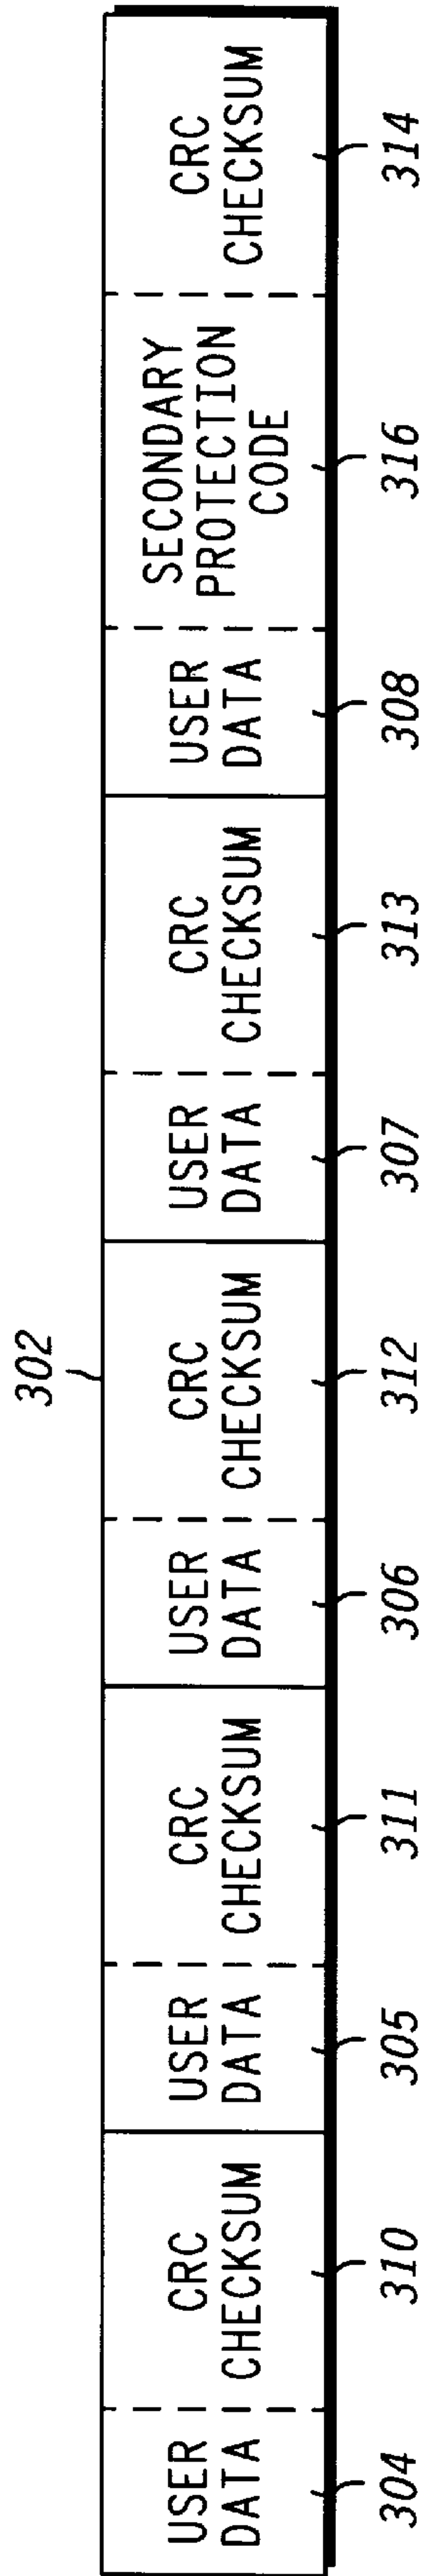 302
USER
DATA
CRC
CHECKSUM
USER
DATA
CRC
CHECKSUM
USER
DATA
CRC
CHECKSUM
USER
DATA
CRC
CHECKSUM
USER
DATA
SECONDARY
PROTECTION
CODE
CRC
CHECKSUM
304 310 305 311 306 312 307 313 308 316 314